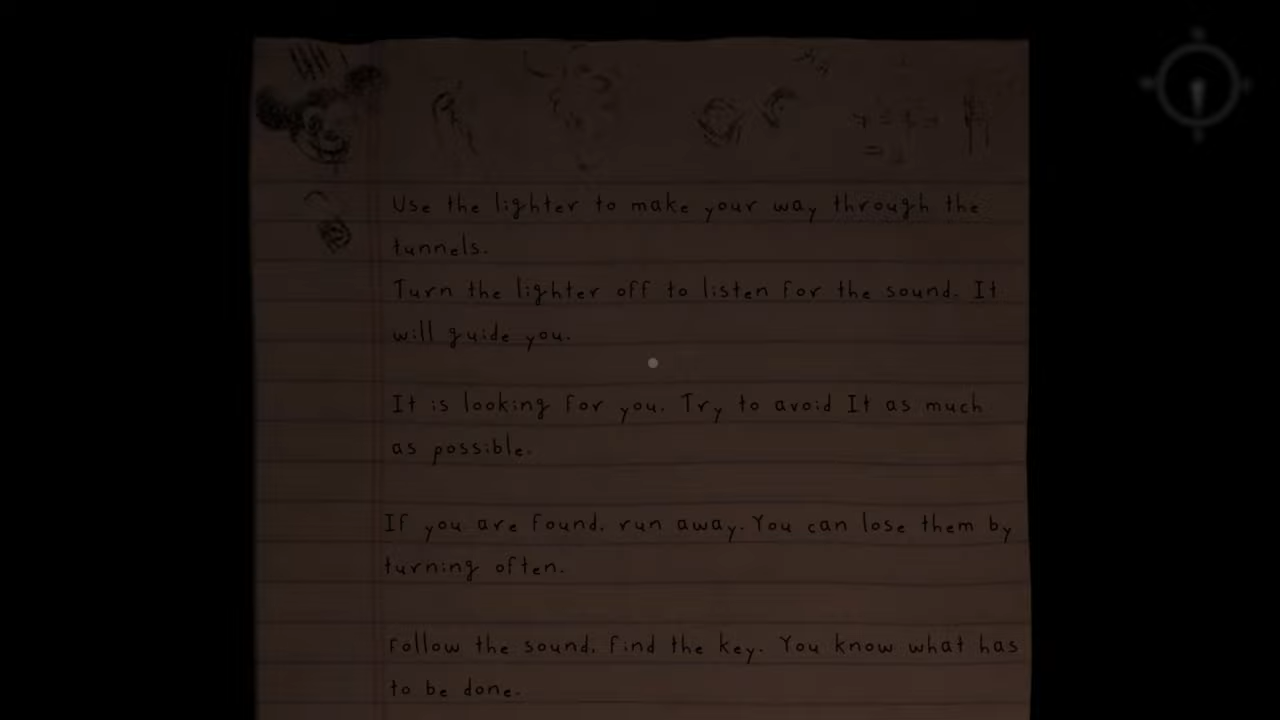 Use the lighter to make your way through the
tunnels.
Turn the lighter off to listen for the sound. It
will guide you.
It is looking for you. Try to avoid It as much
as possible.
If you are found, run away. You can lose them by
turning often.
Follow the sound, find the key. You know what has
to be done.